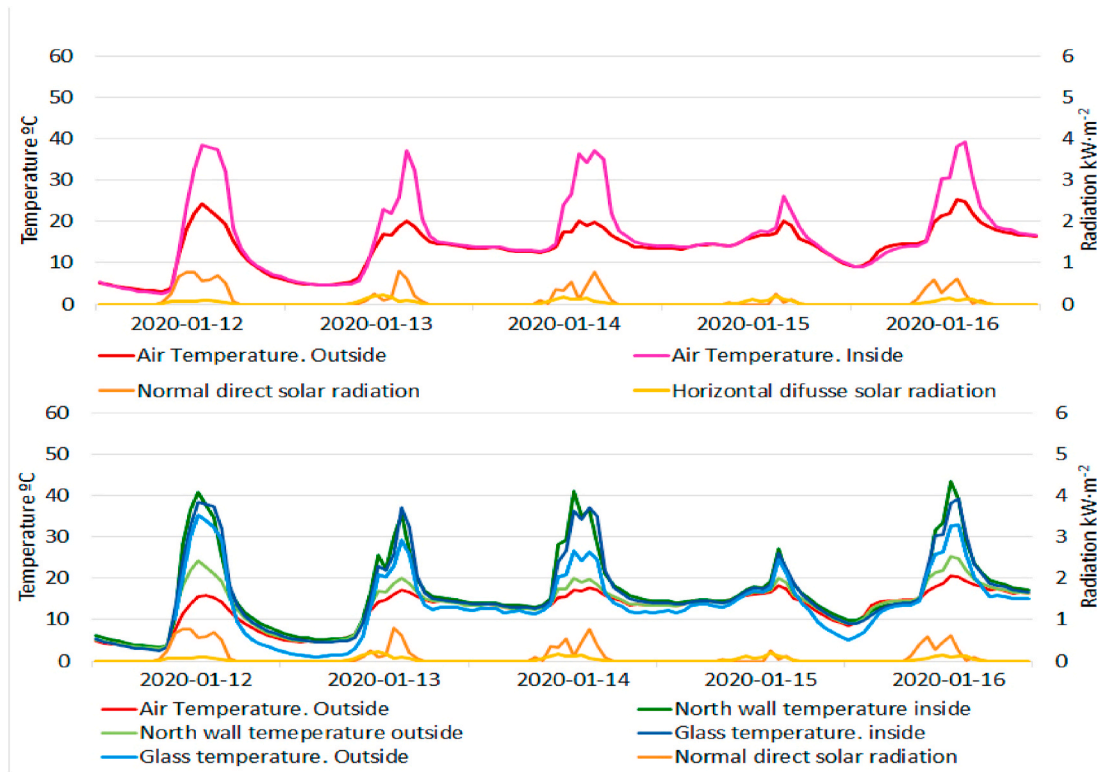 60
50
40
30
20
10
0
Temperature ºC
6
5
4
3
2
1
0
Radiation kW·m-2
2020-01-12 2020-01-13 2020-01-14 2020-01-15 2020-01-16
Air Temperature. Outside Air Temperature. Inside
Normal direct solar radiation Horizontal difusse solar radiation
60
50
40
30
20
10
0
Temperature ºC
6
5
4
3
2
1
0
Radiation kW·m-2
2020-01-12 2020-01-13 2020-01-14 2020-01-15 2020-01-16
Air Temperature. Outside North wall temperature inside
North wall temeperature outside Glass temperature. inside
Glass temperature. Outside Normal direct solar radiation